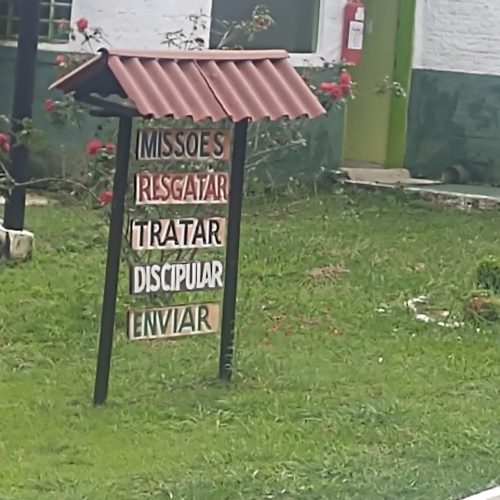 MISSOES
RESGATAR
TRATAR
DISCIPULAR
ENVIAR